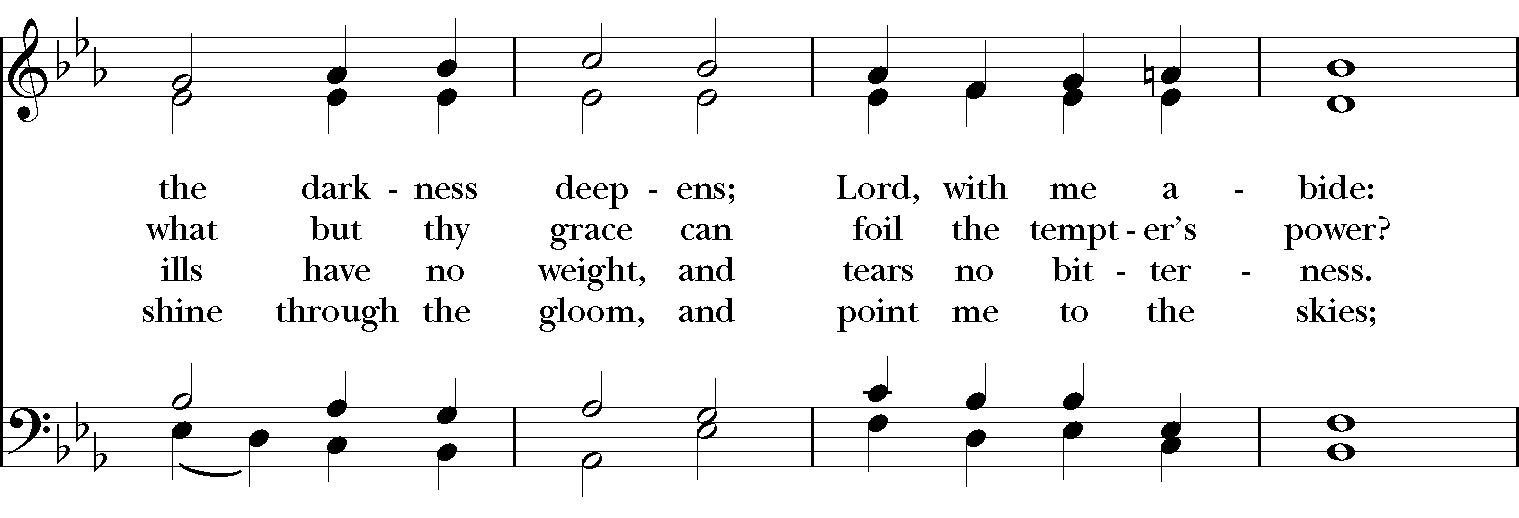 the dark - ness deep - ens; Lord, with me a - bide:
what but thy grace can foil the tempt - er’s power?
ills have no weight, and tears no bit - ter - ness.
shine through the gloom, and point me to the skies;